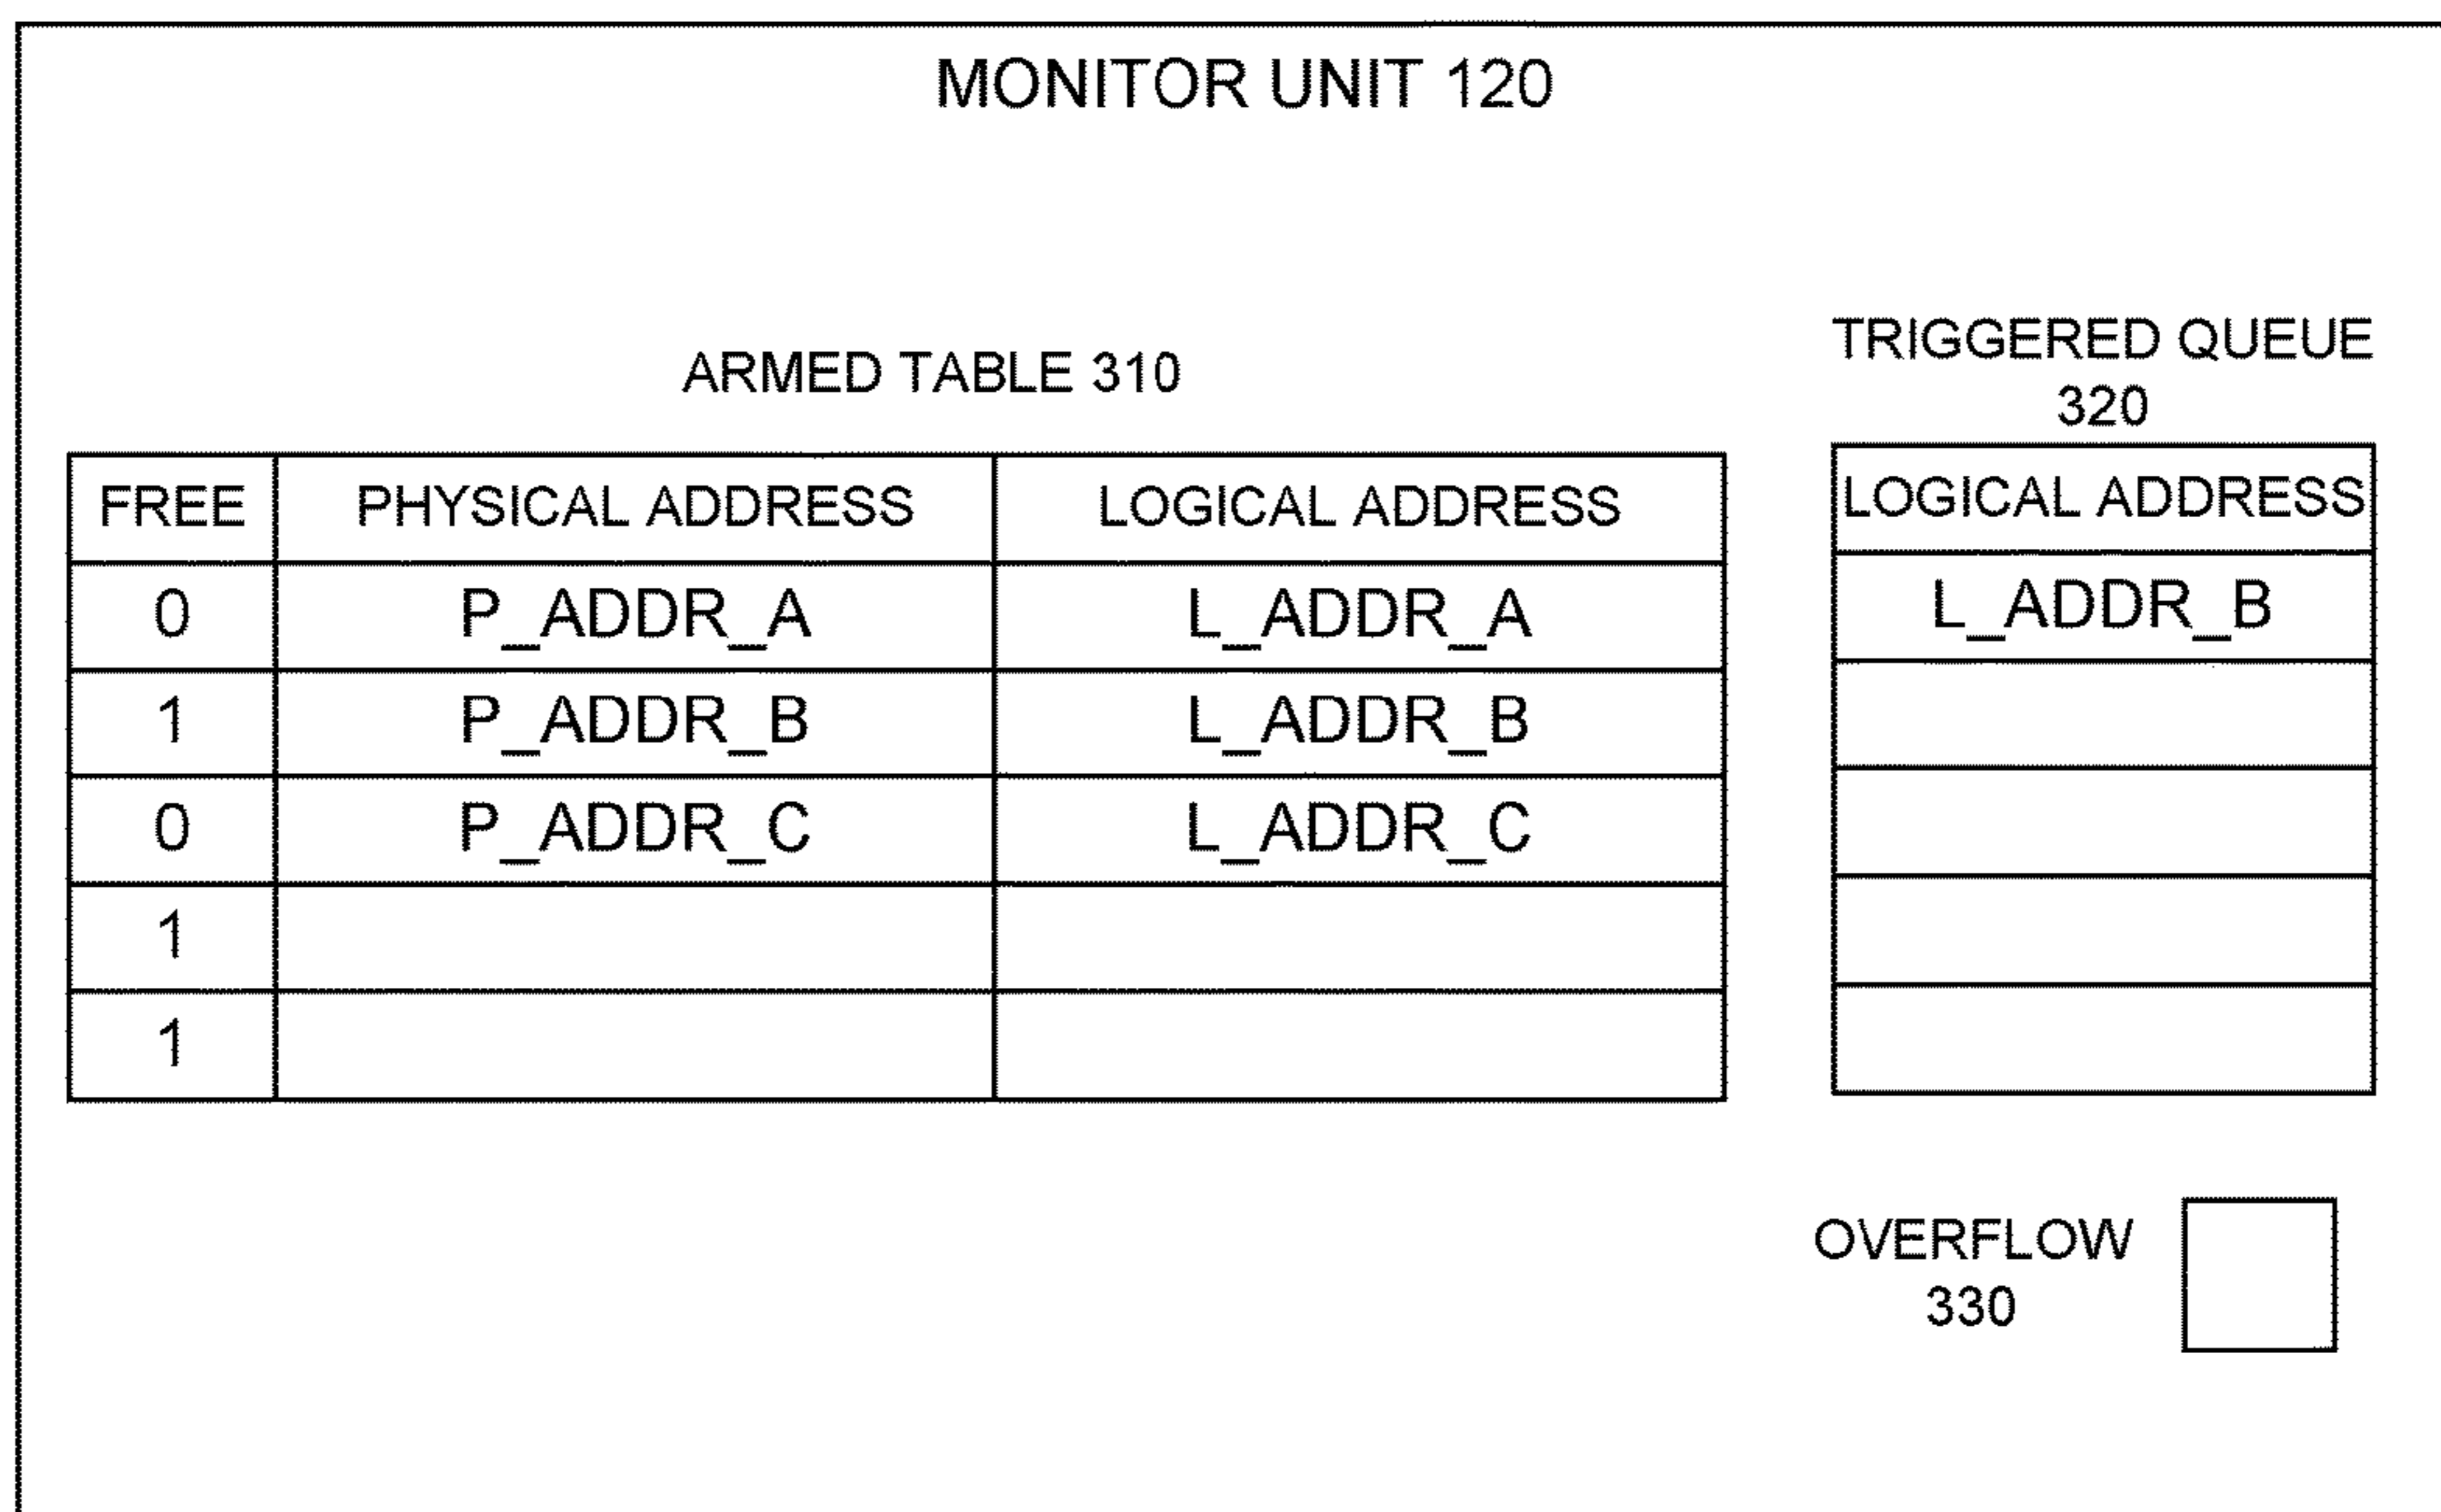 MONITOR UNIT 120
ARMED TABLE 310
TRIGGERED QUEUE
320
FREE PHYSICAL ADDRESS LOGICAL ADDRESS
0 P_ADDR_A L_ADDR_A
1 P_ADDR_B L_ADDR_B
0 P_ADDR_C L_ADDR_C
1
1
LOGICAL ADDRESS
L_ADDR_B
OVERFLOW
330